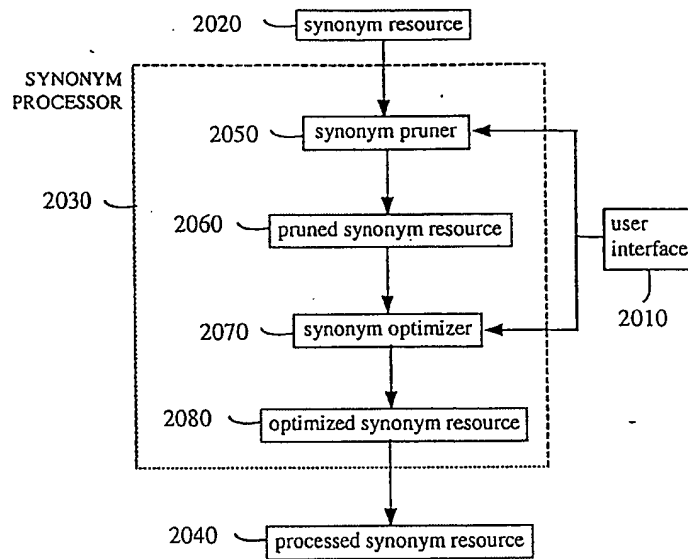 2020
synonym resource
SYNONYM
PROCESSOR
2050
synonym pruner
2030
2060
pruned synonym resource
user
interface
2010
2070
synonym optimizer
2080
optimized synonym resource
2040
processed synonym resource